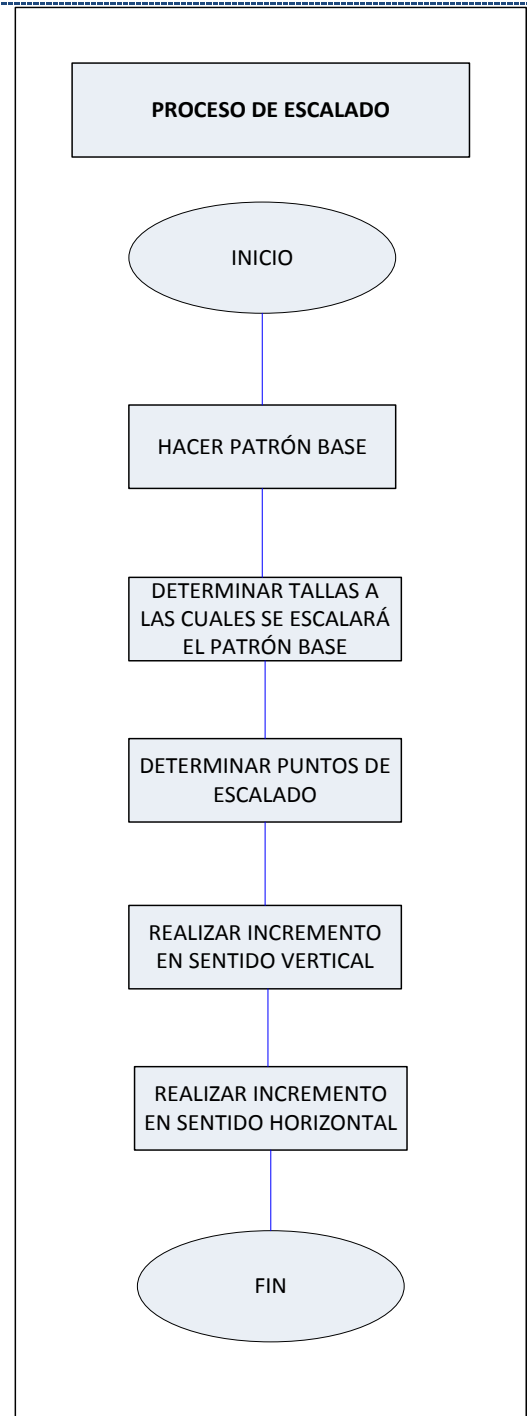 PROCESO DE ESCALADO
INICIO
HACER PATRÓN BASE
DETERMINAR TALLAS A
LAS CUALES SE ESCALARÁ
EL PATRÓN BASE
DETERMINAR PUNTOS DE
ESCALADO
REALIZAR INCREMENTO
EN SENTIDO VERTICAL
REALIZAR INCREMENTO
EN SENTIDO HORIZONTAL
FIN